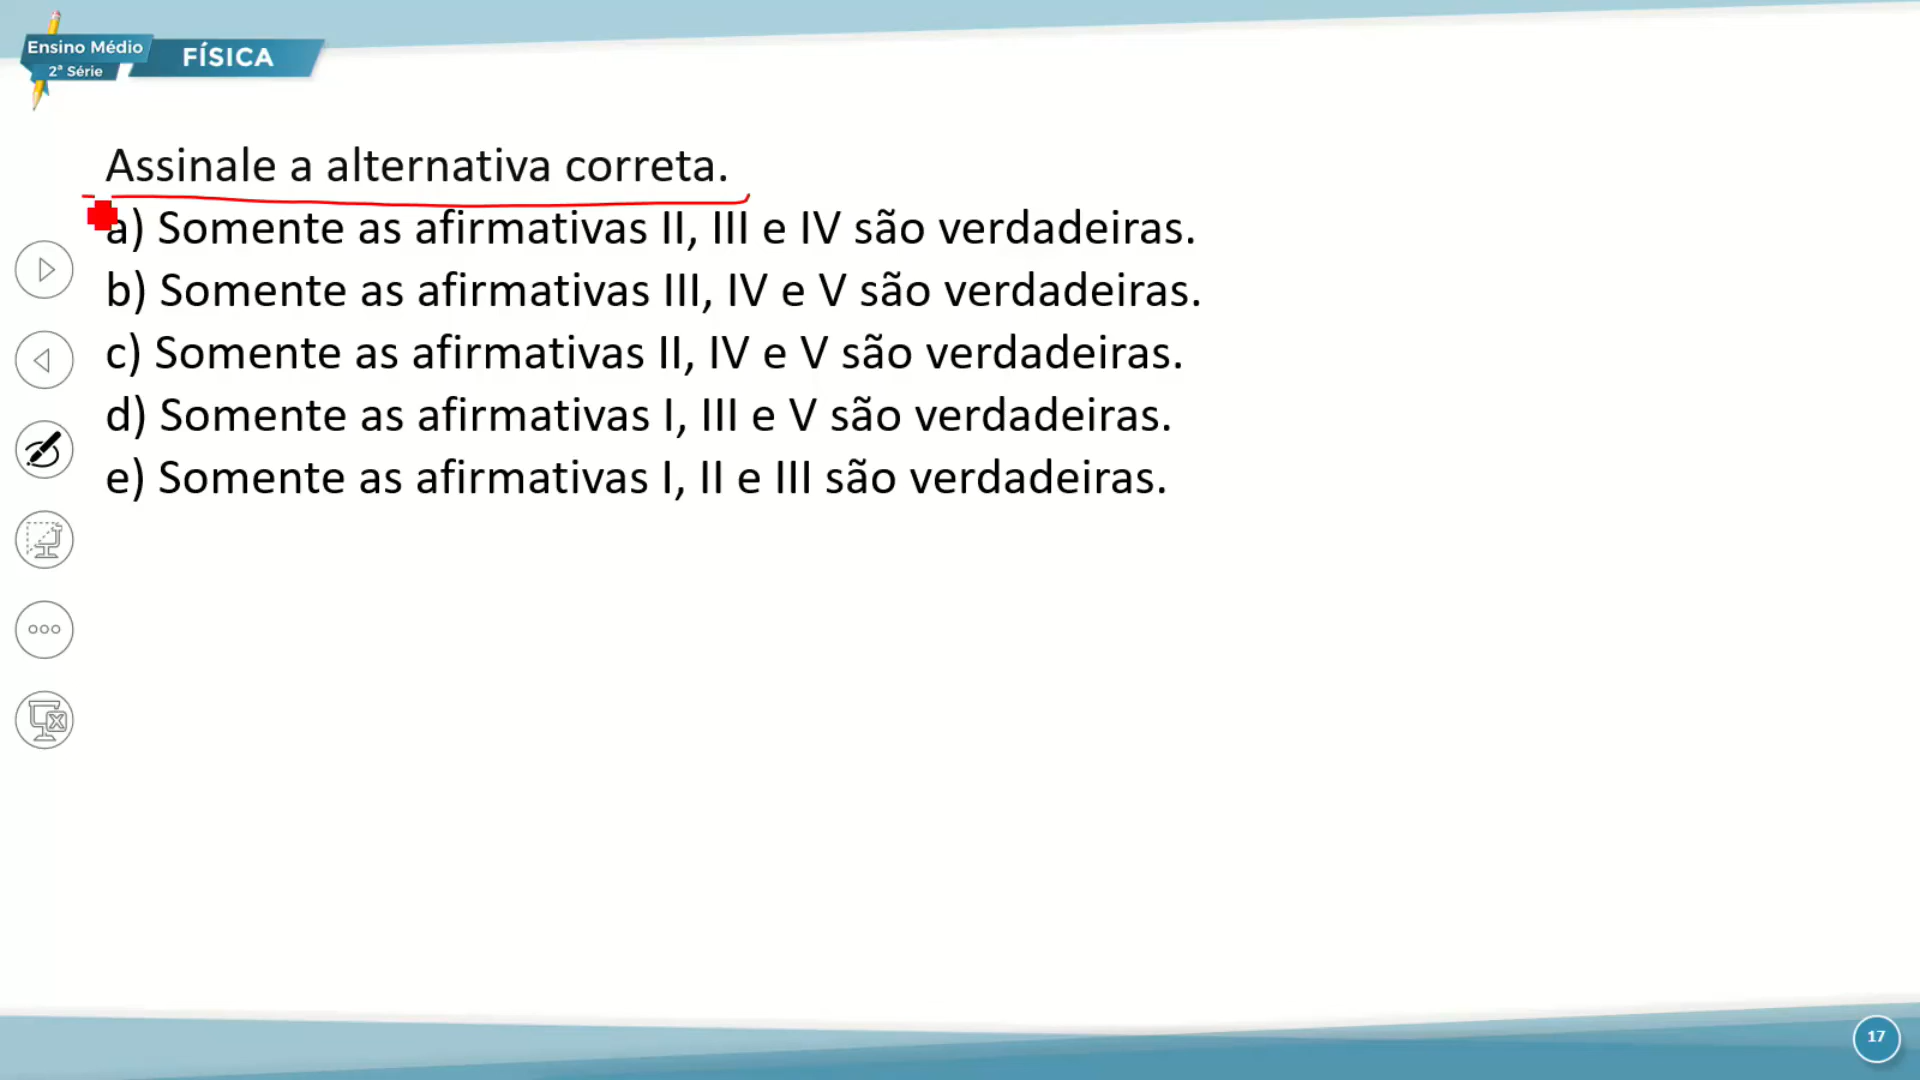 Ensino Médio
2ª Série
FÍSICA
Assinale a alternativa correta.
a) Somente as afirmativas II, III e IV são verdadeiras.
b) Somente as afirmativas III, IV e V são verdadeiras.
c) Somente as afirmativas II, IV e V são verdadeiras.
d) Somente as afirmativas I, III e V são verdadeiras.
e) Somente as afirmativas I, II e III são verdadeiras.
17